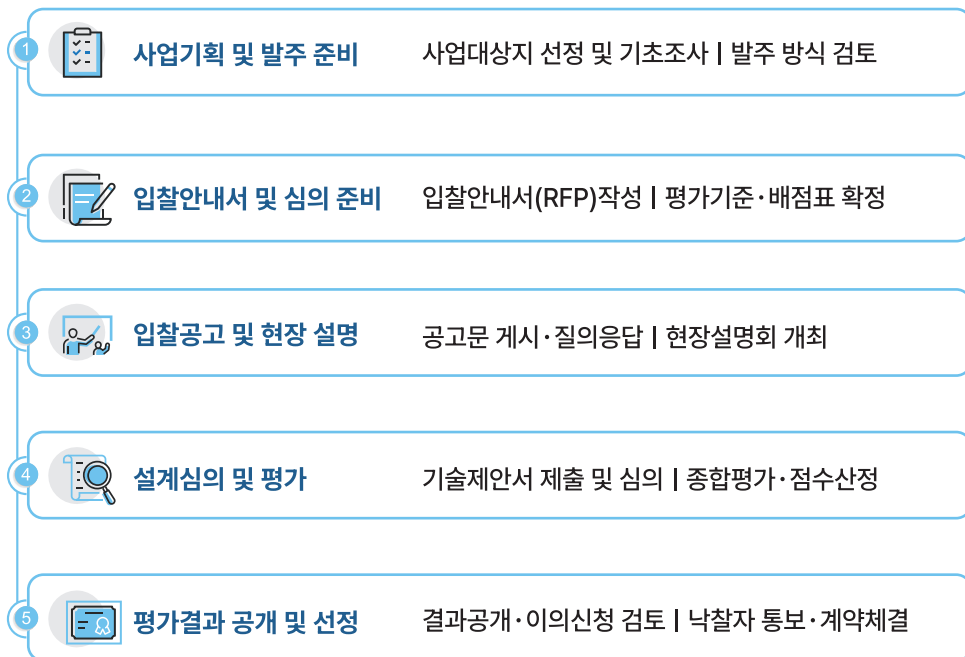 1 사업기획 및 발주 준비 사업대상지 선정 및 기초조사 | 발주 방식 검토
2 입찰안내서 및 심의 준비 입찰안내서(RFP)작성 | 평가기준·배점표 확정
3 입찰공고 및 현장 설명 공고문 게시·질의응답 | 현장설명회 개최
4 설계심의 및 평가 기술제안서 제출 및 심의 | 종합평가·점수산정
5 평가결과 공개 및 선정 결과공개·이의신청 검토 | 낙찰자 통보·계약체결